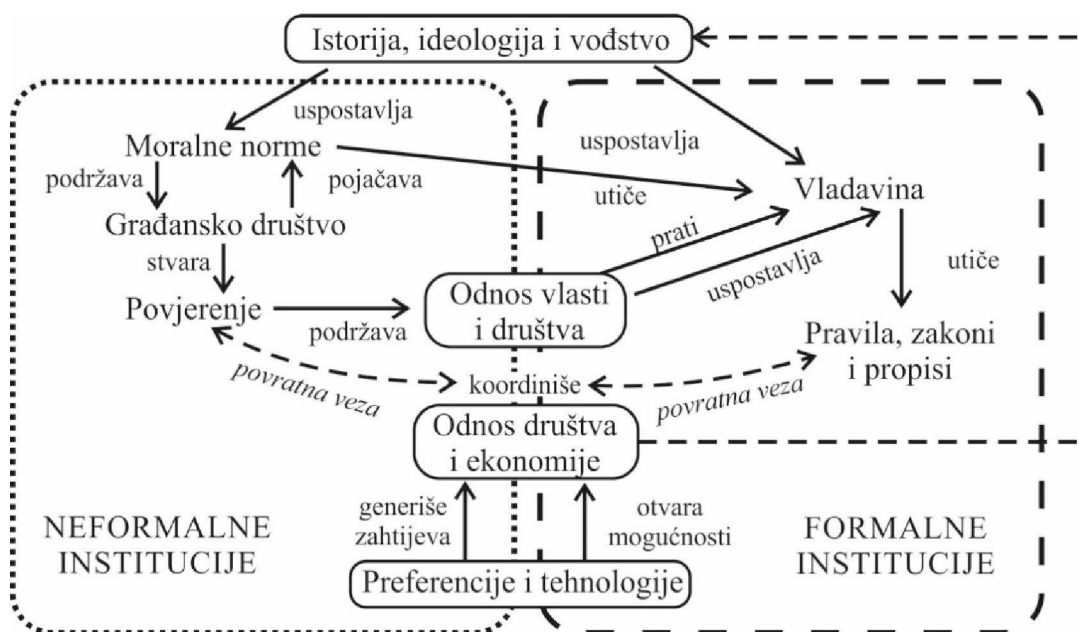 Istorija, ideologija i vođstvo
uspostavlja
Moralne norme
uspostavlja
podržava
pojačava
utiče
Vladavina
Građansko društvo
prati
stvara
uspostavlja
utiče
Povjerenje
podržava
Odnos vlasti
i društva
Pravila, zakoni
i propisi
povratna veza
koordiniše
povratna veza
Odnos društva
i ekonomije
generiše
zahtijeva
otvara
mogućnosti
NEFORMALNE
INSTITUCIJE
FORMALNE
INSTITUCIJE
Preferencije i tehnologije